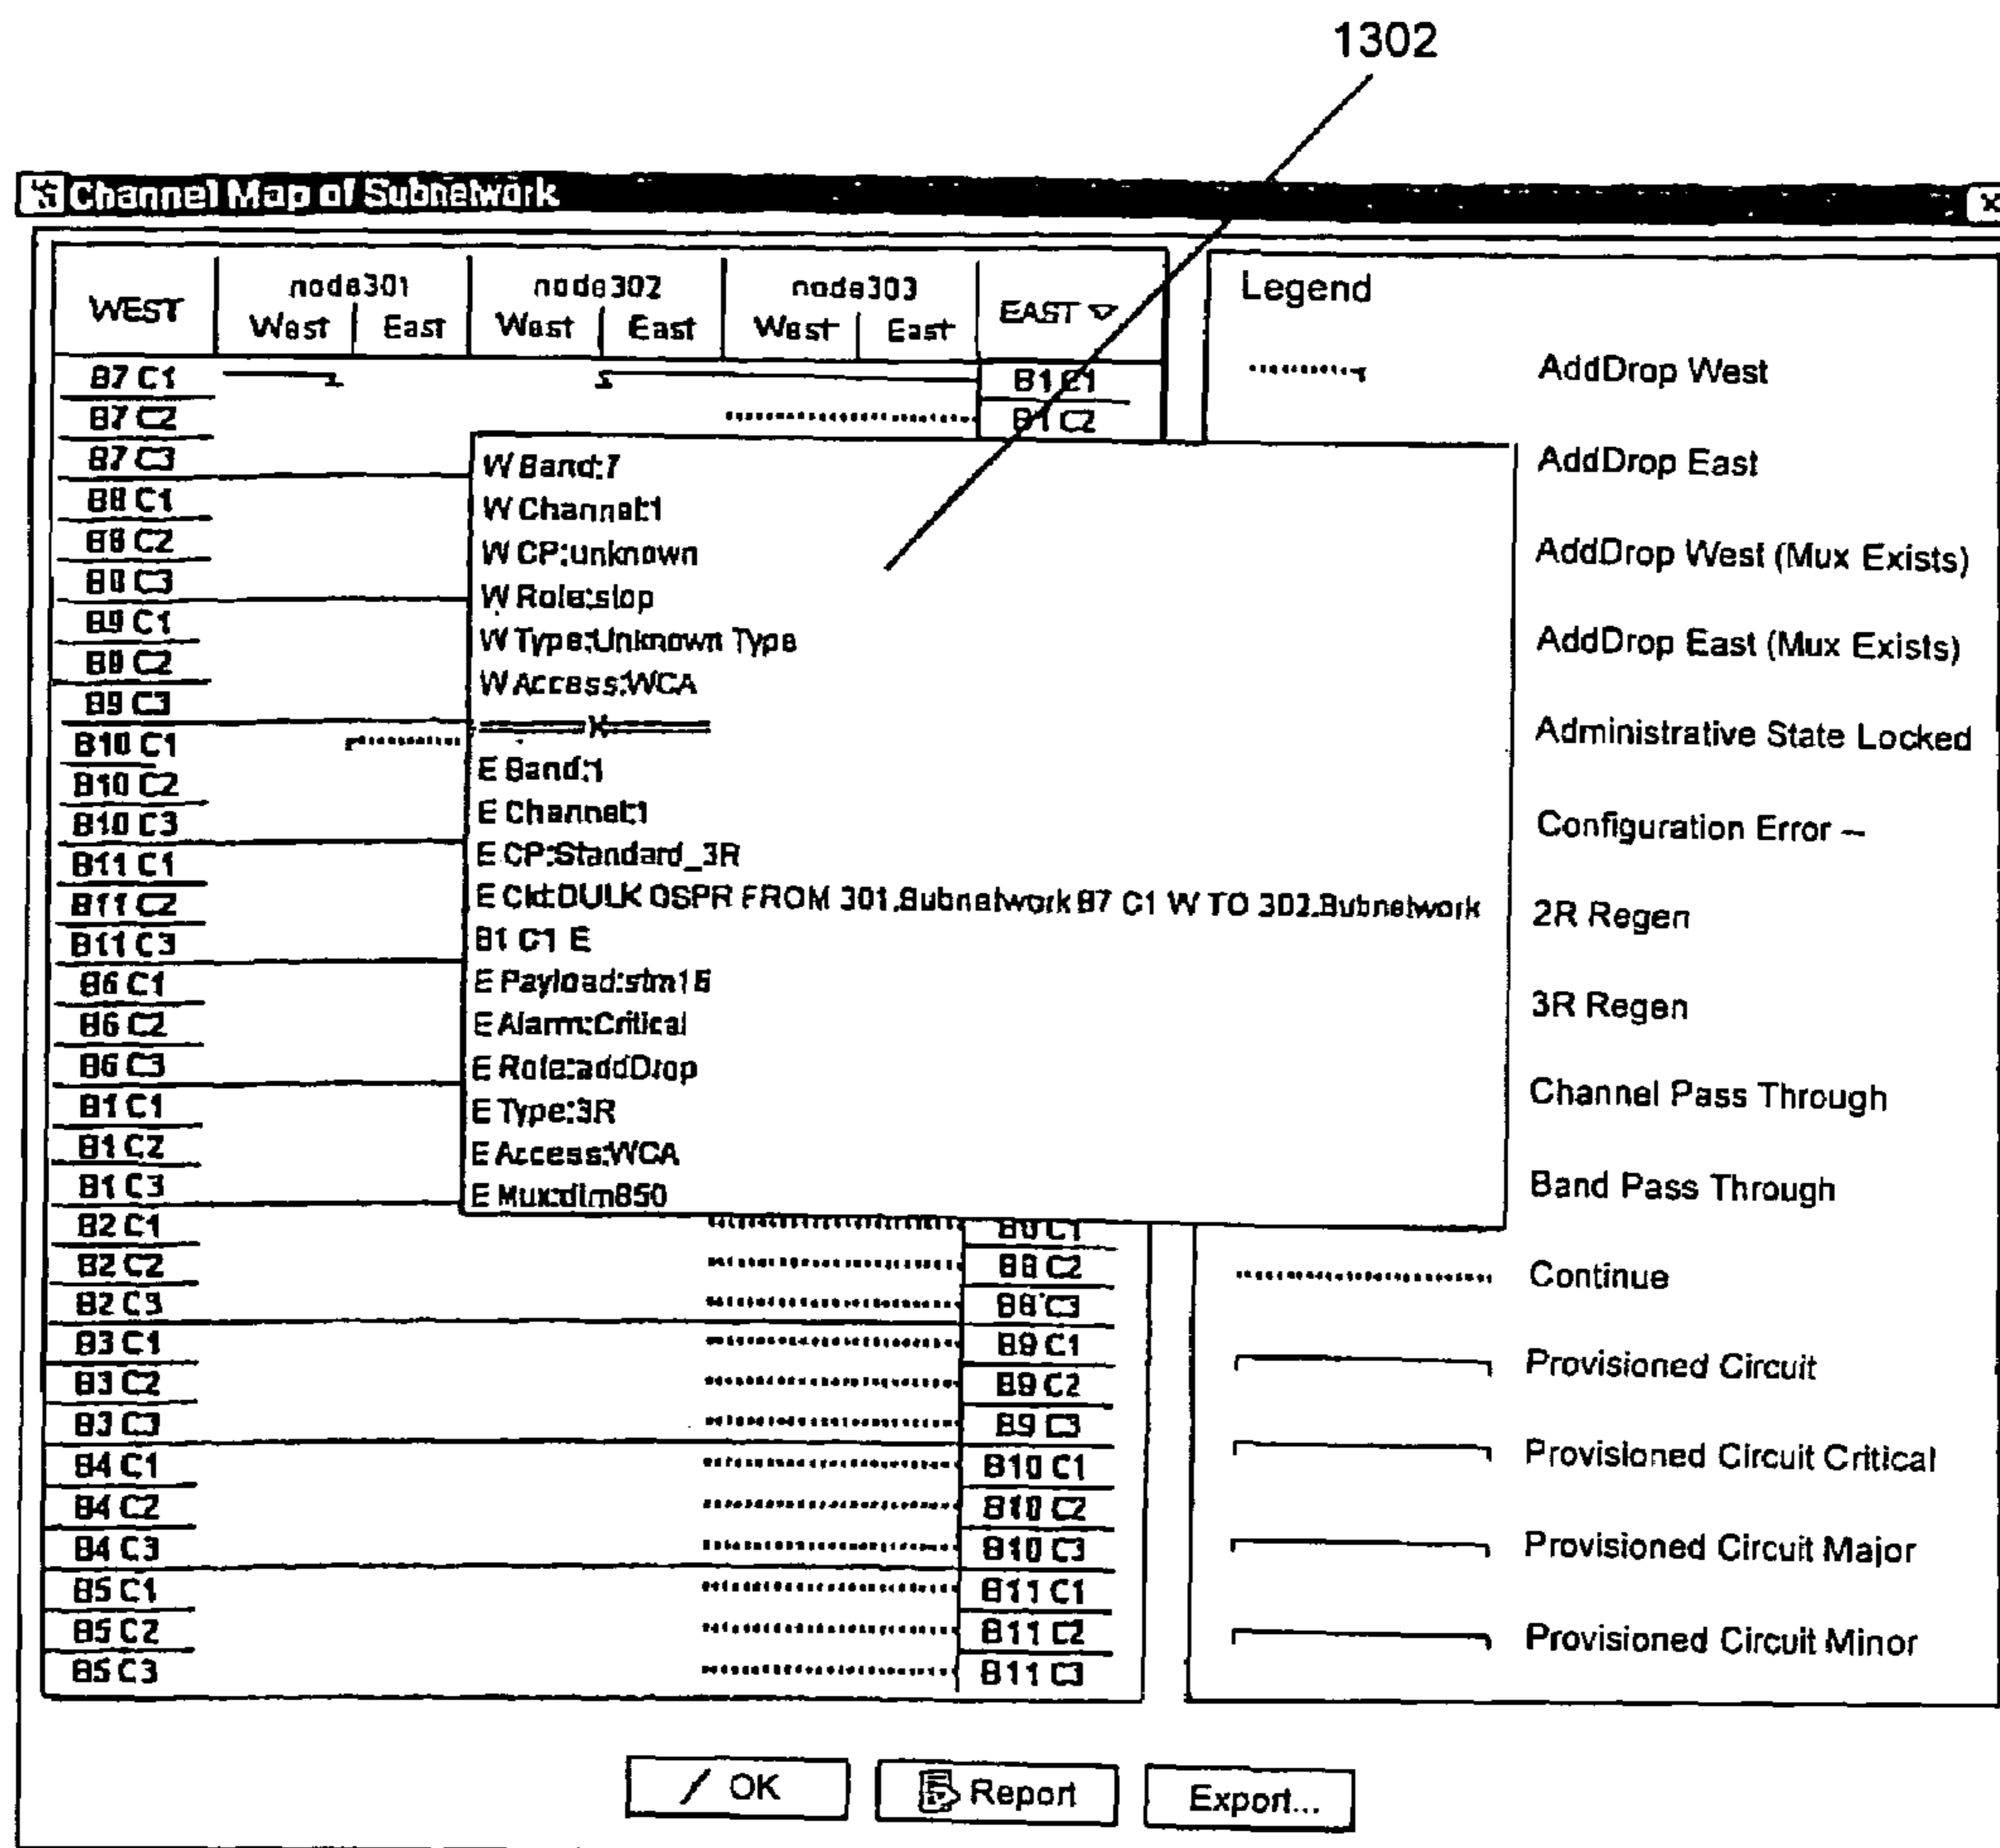 1302
Channel Map of Subnetwork
WEST
node301
West
East
node302
West
East
node303
West
East
EAST
B7 C1
B7 C2
B7 C3
B8 C1
B8 C2
B8 C3
B9 C1
B9 C2
B9 C3
B10 C1
B10 C2
B10 C3
B11 C1
B11 C2
B11 C3
B6 C1
B6 C2
B6 C3
B1 C1
B1 C2
B1 C3
B2 C1
B2 C2
B2 C3
B3 C1
B3 C2
B3 C3
B4 C1
B4 C2
B4 C3
B5 C1
B5 C2
B5 C3
W Band:7
W Channel:1
W CP:unknown
W Role:stop
W Type:Unknown Type
W Access:WCA
E Band:1
E Channel:1
E CP:Standard_3R
FROM 301.Subnetwork B7 C1 W TO 302.Subnetwork
B1 C1 E
E Payload:stm16
E Alarm:Critical
E Role:addDrop
E Type:3R
E Access:WCA
B1 C1
B1 C2
B8 C1
B8 C2
B8 C3
B9 C1
B9 C2
B9 C3
B10 C1
B10 C2
B10 C3
B11 C1
B11 C2
B11 C3
Legend
AddDrop West
AddDrop East
AddDrop West (Mux Exists)
AddDrop East (Mux Exists)
Administrative State Locked
Configuration Error --
2R Regen
3R Regen
Channel Pass Through
Band Pass Through
Continue
Provisioned Circuit
Provisioned Circuit Critical
Provisioned Circuit Major
Provisioned Circuit Minor
OK
Report
Export...